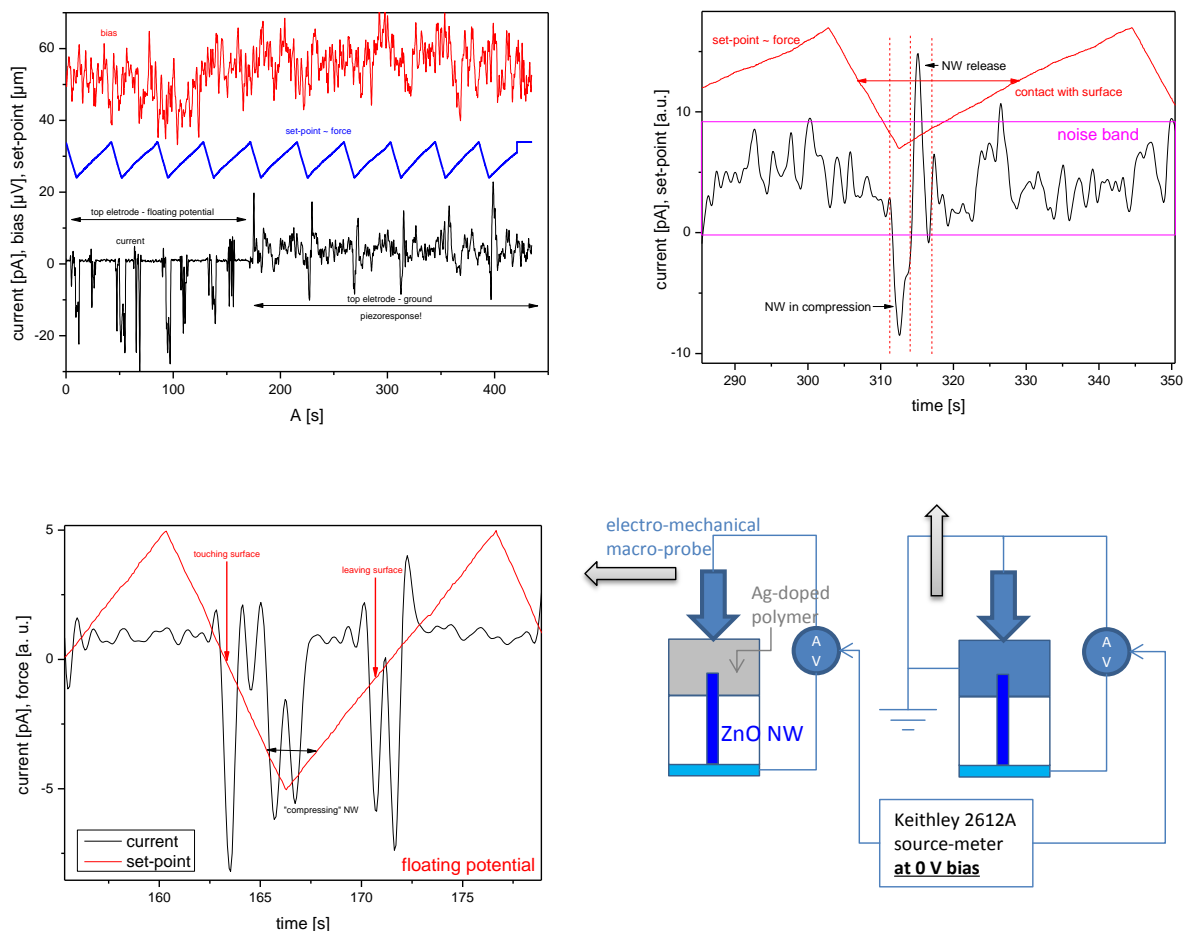 current [pA], bias [µV], set-point [µm]
60
40
20
0
-20
bias
set-point ~ force
top eletrode - floating potential
current
top eletrode - ground
piezoresponse!
0
100
200
300
400
A [s]
current [pA], set-point [a.u.]
10
0
-10
set-point ~ force
NW release
contact with surface
noise band
NW in compression
290
300
310
320
330
340
350
time [s]
current [pA], force [a. u.]
5
0
-5
touching surface
leaving surface
"compressing" NW
current
set-point
floating potential
160
165
170
175
time [s]
electro-mechanical
macro-probe
Ag-doped
polymer
A
V
ZnO NW
A
V
Keithley 2612A
source-meter
at 0 V bias